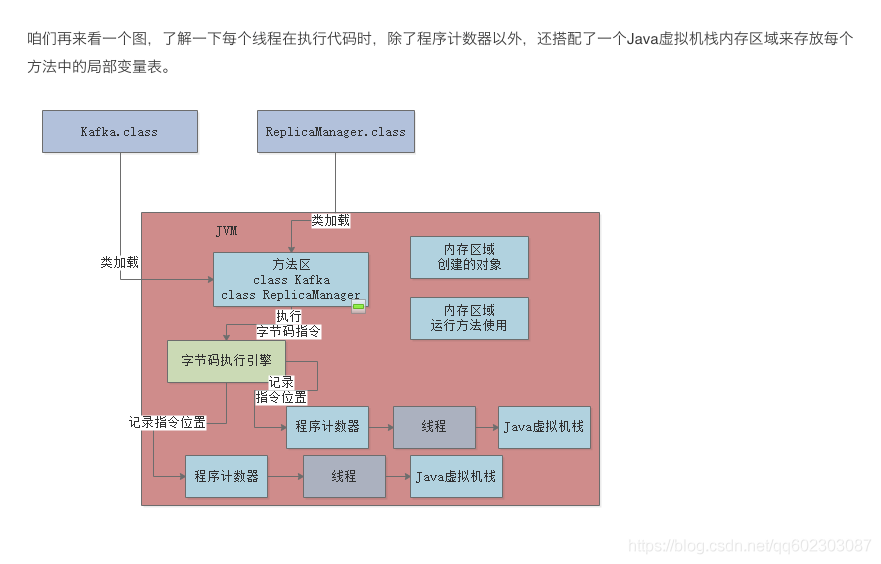 咱们再来看一个图，了解一下每个线程在执行代码时，除了程序计数器以外，还搭配了一个Java虚拟机栈内存区域来存放每个
方法中的局部变量表。
Kafka.class
ReplicaManager.class
类加载
JVM
内存区域
创建的对象
类加载
方法区
class Kafka
class ReplicaManager
内存区域
运行方法使用
执行
字节码指令
字节码执行引擎
记录
指令位置
记录指令位置
程序计数器
线程
Java虚拟机栈
程序计数器
线程
Java虚拟机栈
https://blog.csdn.net/qq602303087